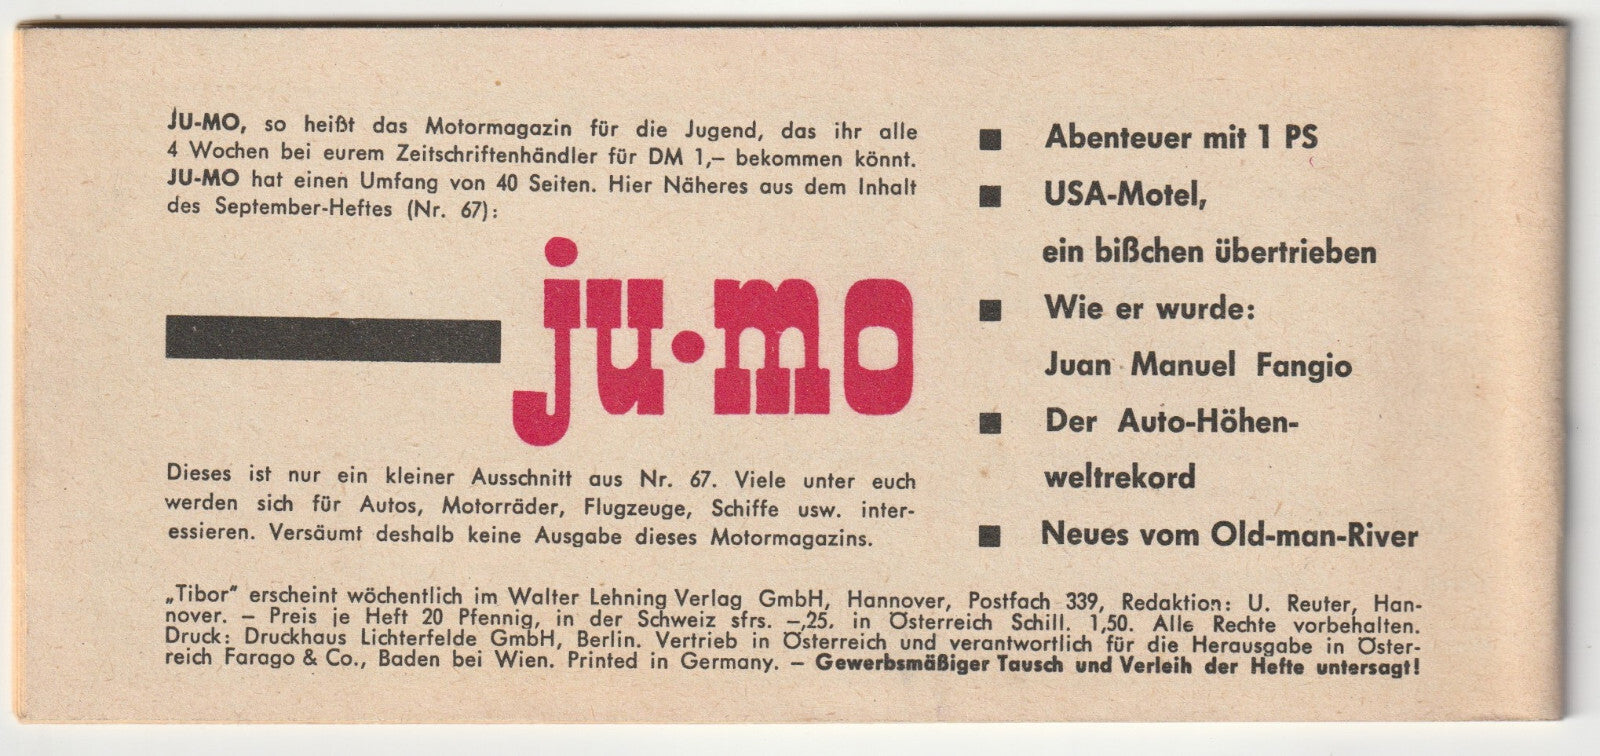 JU-MO, so heißt das Motormagazin für die Jugend, das ihr alle
4 Wochen bei eurem Zeitschriftenhändler für DM 1,– bekommen könnt.
JU-MO hat einen Umfang von 40 Seiten. Hier Näheres aus dem Inhalt
des September-Heftes (Nr. 67):
ju·mo
Dieses ist nur ein kleiner Ausschnitt aus Nr. 67. Viele unter euch
werden sich für Autos, Motorräder, Flugzeuge, Schiffe usw. inter-
essieren. Versäumt deshalb keine Ausgabe dieses Motormagazins.
■ Abenteuer mit 1 PS
■ USA-Motel,
ein bißchen übertrieben
■ Wie er wurde:
Juan Manuel Fangio
■ Der Auto-Höhen-
weltrekord
■ Neues vom Old-man-River
„Tibor“ erscheint wöchentlich im Walter Lehning Verlag GmbH, Hannover, Postfach 339, Redaktion: U. Reuter, Han-
nover. – Preis je Heft 20 Pfennig, in der Schweiz sfrs. –,25. in Österreich Schill. 1,50. Alle Rechte vorbehalten.
Druck: Druckhaus Lichterfelde GmbH, Berlin. Vertrieb in Österreich und verantwortlich für die Herausgabe in Öster-
reich Farago & Co., Baden bei Wien. Printed in Germany. – Gewerbsmäßiger Tausch und Verleih der Hefte untersagt!